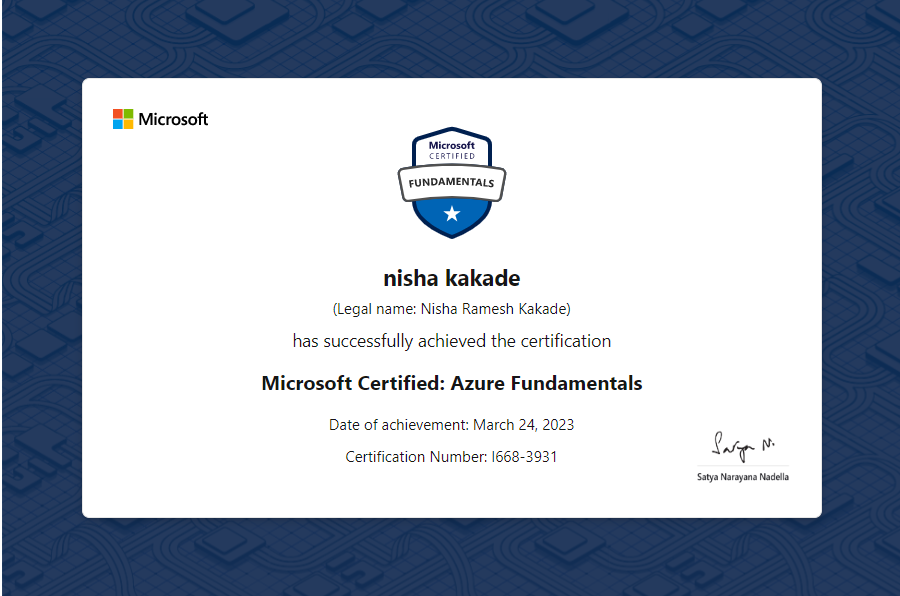 Microsoft
Microsoft
CERTIFIED
FUNDAMENTALS
nisha kakade
(Legal name: Nisha Ramesh Kakade)
has successfully achieved the certification
Microsoft Certified: Azure Fundamentals
Date of achievement: March 24, 2023
Certification Number: I668-3931
Satya N.
Satya Narayana Nadella